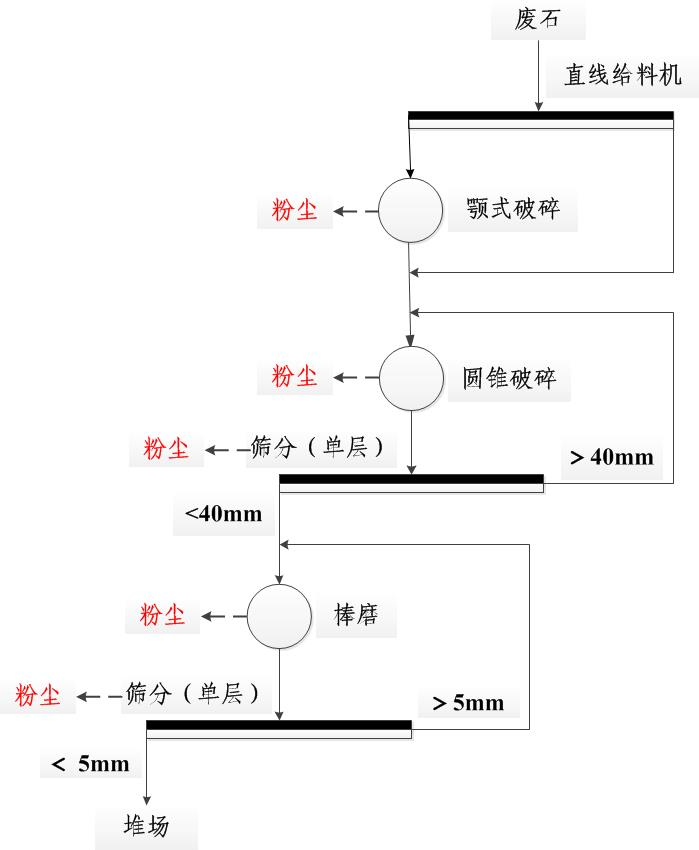 废石
直线给料机
粉尘
颚式破碎
粉尘
圆锥破碎
粉尘
筛分（单层）
＞40mm
<40mm
粉尘
棒磨
粉尘
筛分（单层）
＞5mm
＜ 5mm
堆场